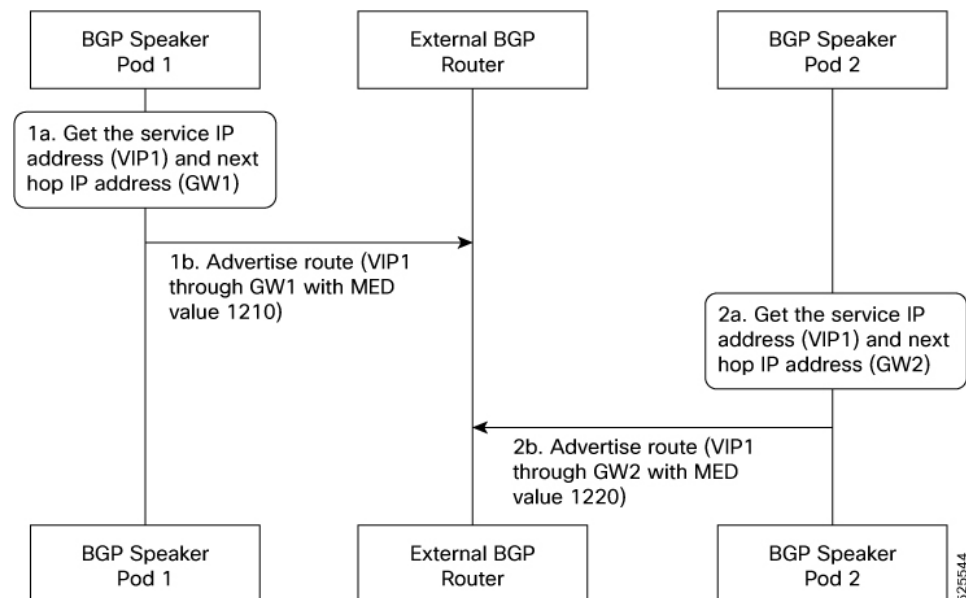 BGP Speaker
Pod 1
External BGP
Router
BGP Speaker
Pod 2
1a. Get the service IP
address (VIP1) and next
hop IP address (GW1)
1b. Advertise route (VIP1
through GW1 with MED
value 1210)
2a. Get the service IP
address (VIP1) and next
hop IP address (GW2)
2b. Advertise route (VIP1
through GW2 with MED
value 1220)
BGP Speaker
Pod 1
External BGP
Router
BGP Speaker
Pod 2
525544